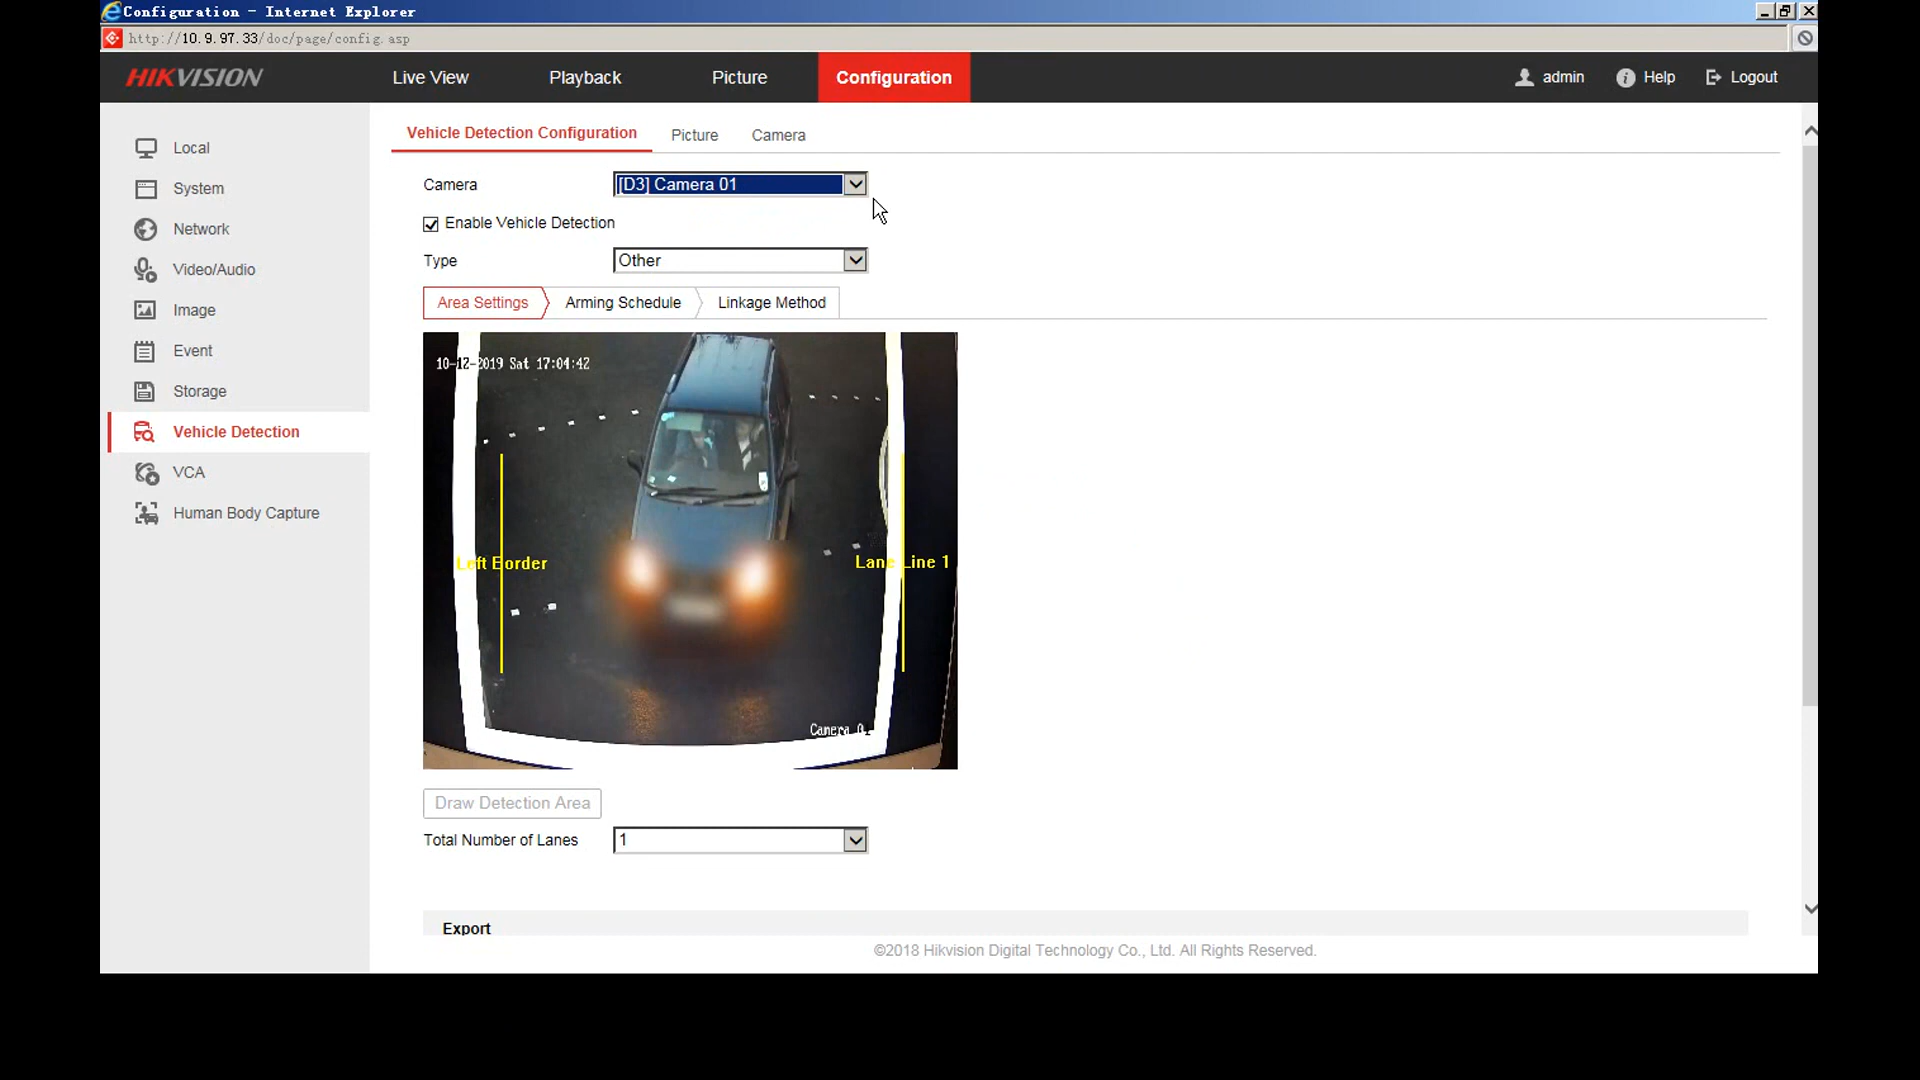 Configuration - Internet Explorer
http://10.9.97.33/doc/page/config.asp
HIKVISION
Live View
Playback
Picture
Configuration
admin
Help
Logout
Local
System
Network
Video/Audio
Image
Event
Storage
Vehicle Detection
VCA
Human Body Capture
Vehicle Detection Configuration
Picture
Camera
Camera
[D3] Camera 01
Enable Vehicle Detection
Type
Other
Area Settings
Arming Schedule
Linkage Method
10-12-2019 Sat 17:04:42
Left Border
Lane Line 1
Camera 0
Draw Detection Area
Total Number of Lanes
1
Export
©2018 Hikvision Digital Technology Co., Ltd. All Rights Reserved.